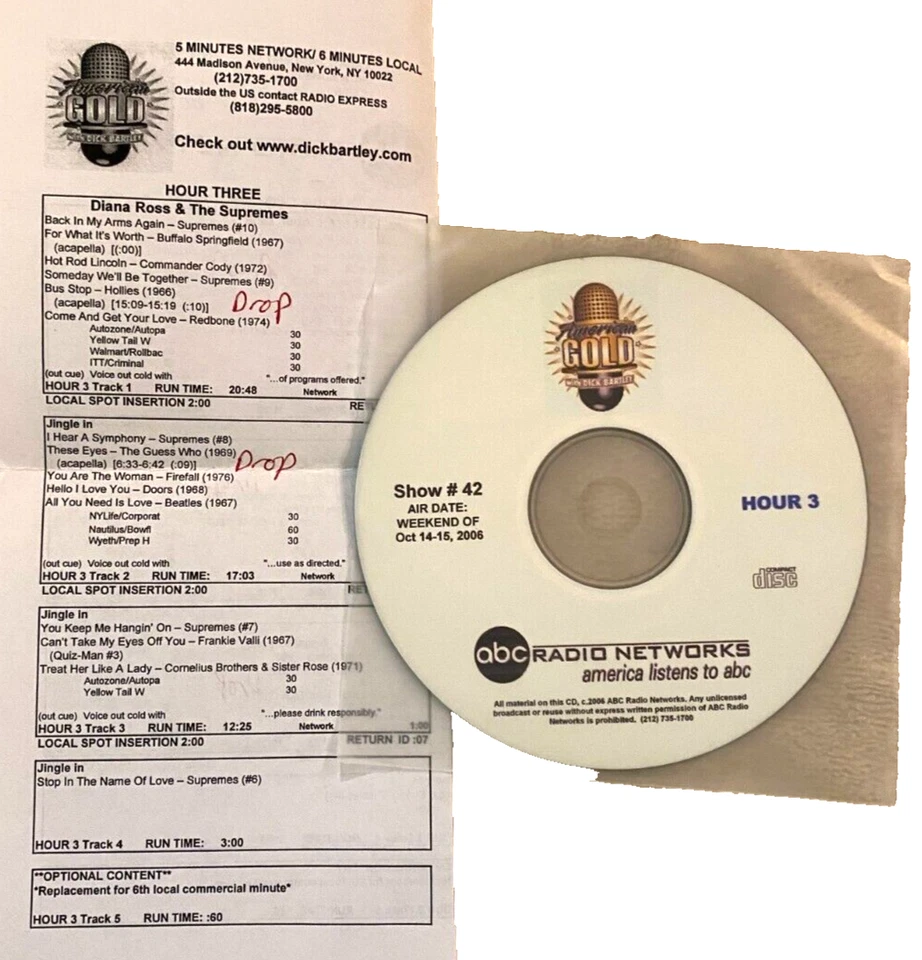 American
GOLD
WITH DICK BARTLEY
5 MINUTES NETWORK/ 6 MINUTES LOCAL
444 Madison Avenue, New York, NY 10022
(212)735-1700
Outside the US contact RADIO EXPRESS
(818)295-5800
Check out www.dickbartley.com
HOUR THREE
Diana Ross & The Supremes
Back In My Arms Again – Supremes (#10)
For What It's Worth – Buffalo Springfield (1967)
(acapella) [(:00)]
Hot Rod Lincoln – Commander Cody (1972)
Someday We'll Be Together – Supremes (#9)
Bus Stop – Hollies (1966)
(acapella) [15:09-15:19 (:10)] Drop
Come And Get Your Love – Redbone (1974)
Autozone/Autopa 30
Yellow Tail W 30
Walmart/Rollbac 30
ITT/Criminal 30
(out cue) Voice out cold with "...of programs offered."
HOUR 3 Track 1 RUN TIME: 20:48 Network
LOCAL SPOT INSERTION 2:00 RE
Jingle in
I Hear A Symphony – Supremes (#8)
These Eyes – The Guess Who (1969)
(acapella) [6:33-6:42 (:09)] Drop
You Are The Woman – Firefall (1976)
Hello I Love You – Doors (1968)
All You Need Is Love – Beatles (1967)
NYLife/Corporat 30
Nautilus/Bowfl 60
Wyeth/Prep H 30
(out cue) Voice out cold with "...use as directed."
HOUR 3 Track 2 RUN TIME: 17:03 Network
LOCAL SPOT INSERTION 2:00 RE
Jingle in
You Keep Me Hangin' On – Supremes (#7)
Can't Take My Eyes Off You – Frankie Valli (1967)
(Quiz-Man #3)
Treat Her Like A Lady – Cornelius Brothers & Sister Rose (1971)
Autozone/Autopa 30
Yellow Tail W 30
(out cue) Voice out cold with "...please drink responsibly."
HOUR 3 Track 3 RUN TIME: 12:25 Network 1:00
LOCAL SPOT INSERTION 2:00 RETURN ID :07
Jingle in
Stop In The Name Of Love – Supremes (#6)
HOUR 3 Track 4 RUN TIME: 3:00
**OPTIONAL CONTENT**
*Replacement for 6th local commercial minute*
HOUR 3 Track 5 RUN TIME: :60
American
GOLD
WITH DICK BARTLEY
Show # 42
AIR DATE:
WEEKEND OF
Oct 14-15, 2006
HOUR 3
COMPACT
disc
abc RADIO NETWORKS
america listens to abc
All material on this CD, c.2006 ABC Radio Networks. Any unlicensed
broadcast or reuse without express written permission of ABC Radio
Networks is prohibited. (212) 735-1700